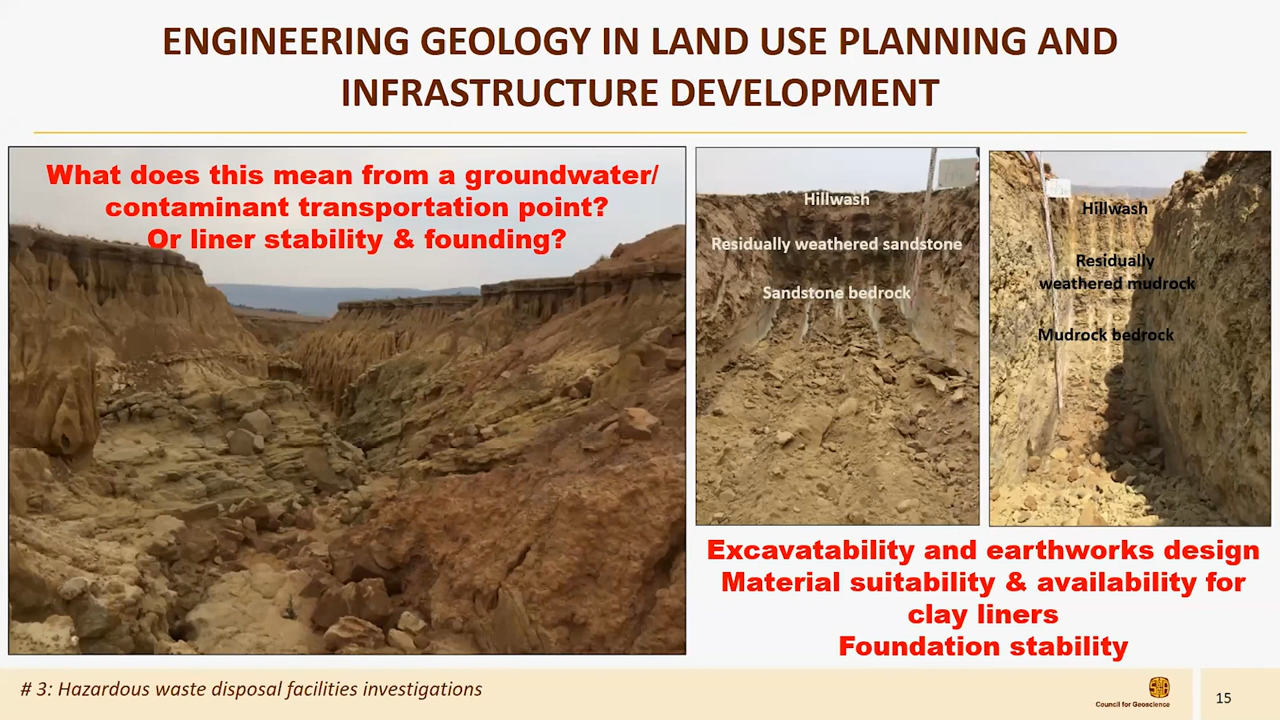 ENGINEERING GEOLOGY IN LAND USE PLANNING AND
INFRASTRUCTURE DEVELOPMENT
What does this mean from a groundwater/
contaminant transportation point?
Or liner stability & founding?
Hillwash
Residually weathered sandstone
Sandstone bedrock
Hillwash
Residually
weathered mudrock
Mudrock bedrock
Excavatability and earthworks design
Material suitability & availability for
clay liners
Foundation stability
# 3: Hazardous waste disposal facilities investigations
Council for Geoscience
15